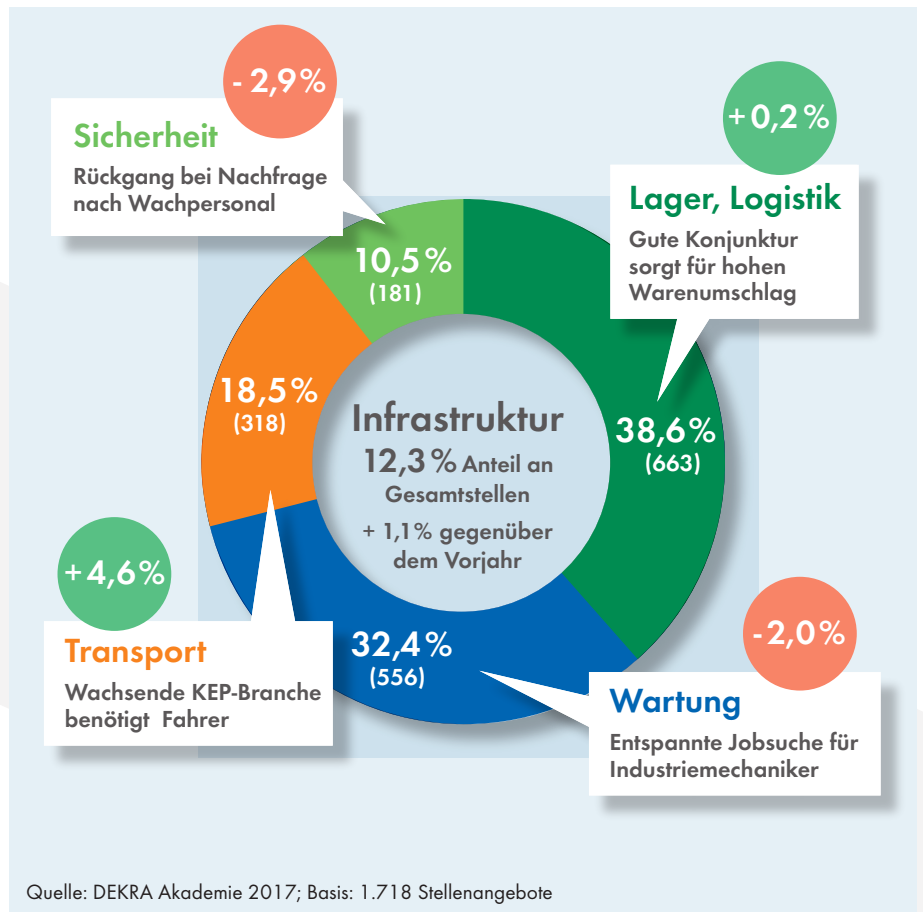 - 2,9 %
Sicherheit
Rückgang bei Nachfrage
nach Wachpersonal
+ 0,2 %
Lager, Logistik
Gute Konjunktur
sorgt für hohen
Warenumschlag
10,5 %
(181)
18,5 %
(318)
38,6 %
(663)
Infrastruktur
12,3 % Anteil an
Gesamtstellen
+ 1,1% gegenüber
dem Vorjahr
+ 4,6%
Transport
Wachsende KEP-Branche
benötigt Fahrer
32,4 %
(556)
-2,0%
Wartung
Entspannte Jobsuche für
Industriemechaniker
Quelle: DEKRA Akademie 2017; Basis: 1.718 Stellenangebote